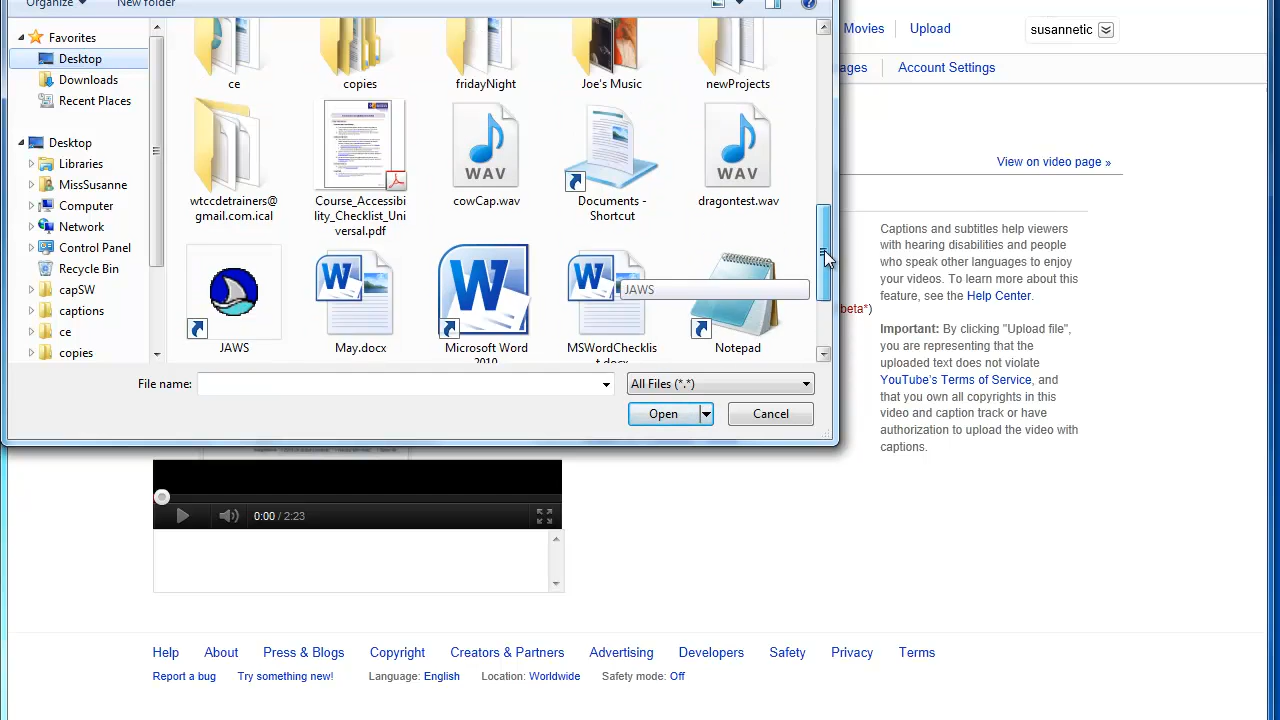 Organize
New folder
Movies
Upload
susannetic
ages
Account Settings
View on video page »
Favorites
Desktop
Downloads
Recent Places
Desktop
MissSusanne
Computer
Network
Control Panel
Recycle Bin
capSW
captions
ce
copies
ce
copies
fridayNight
Joe's Music
newProjects
wtccdetrainers@
gmail.com.ical
Course_Accessibi
lity_Checklist_Uni
versal.pdf
WAV
cowCap.wav
Documents -
Shortcut
WAV
dragontest.wav
JAWS
May.docx
Microsoft Word
2010
MSWordChecklis
t.docx
Notepad
JAWS
File name:
All Files (*.*)
Open
Cancel
beta*)
Captions and subtitles help viewers
with hearing disabilities and people
who speak other languages to enjoy
your videos. To learn more about this
feature, see the Help Center.
Important: By clicking "Upload file",
you are representing that the
uploaded text does not violate
YouTube's Terms of Service, and
that you own all copyrights in this
video and caption track or have
authorization to upload the video with
captions.
0:00 / 2:23
Help About Press & Blogs Copyright Creators & Partners Advertising Developers Safety Privacy Terms
Report a bug Try something new! Language: English Location: Worldwide Safety mode: Off